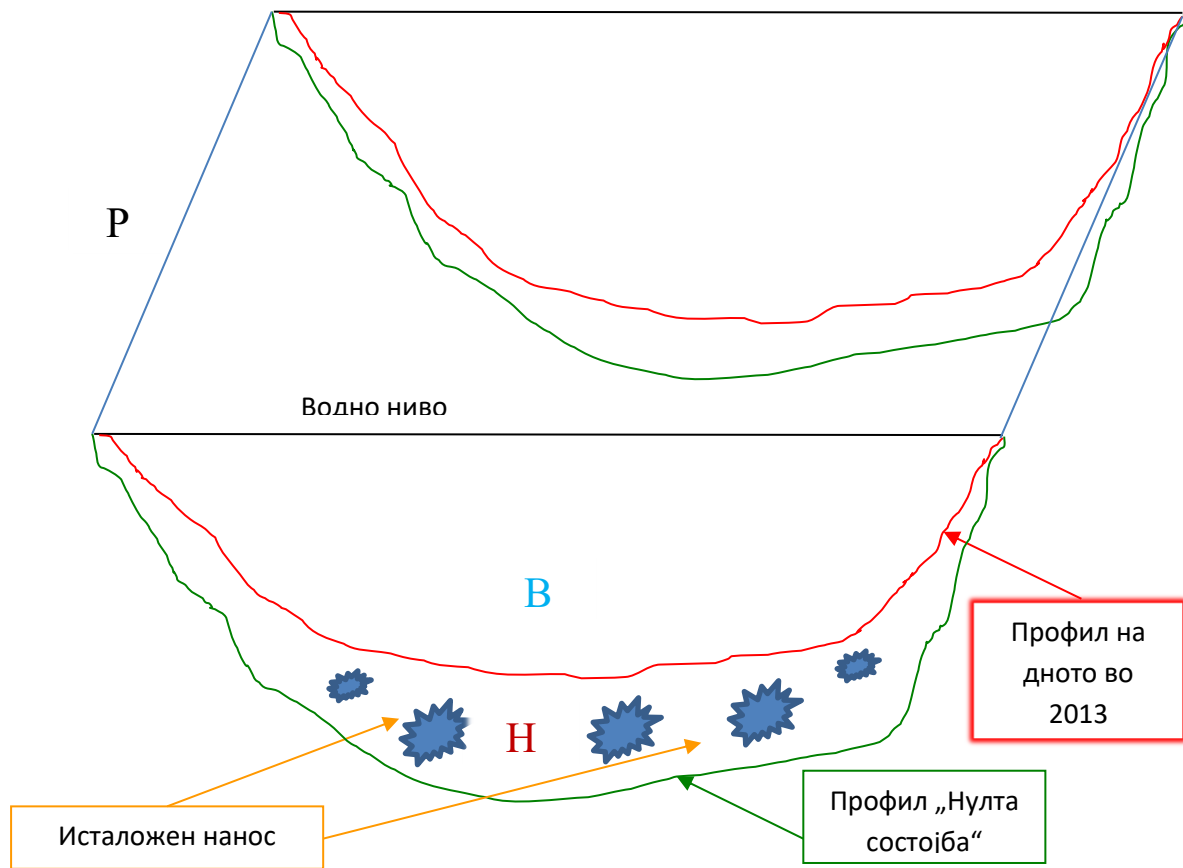 Р
Водно ниво
В
Н
Профил на
дното во
2013
Профил „Нулта
состојба“
Исталожен нанос